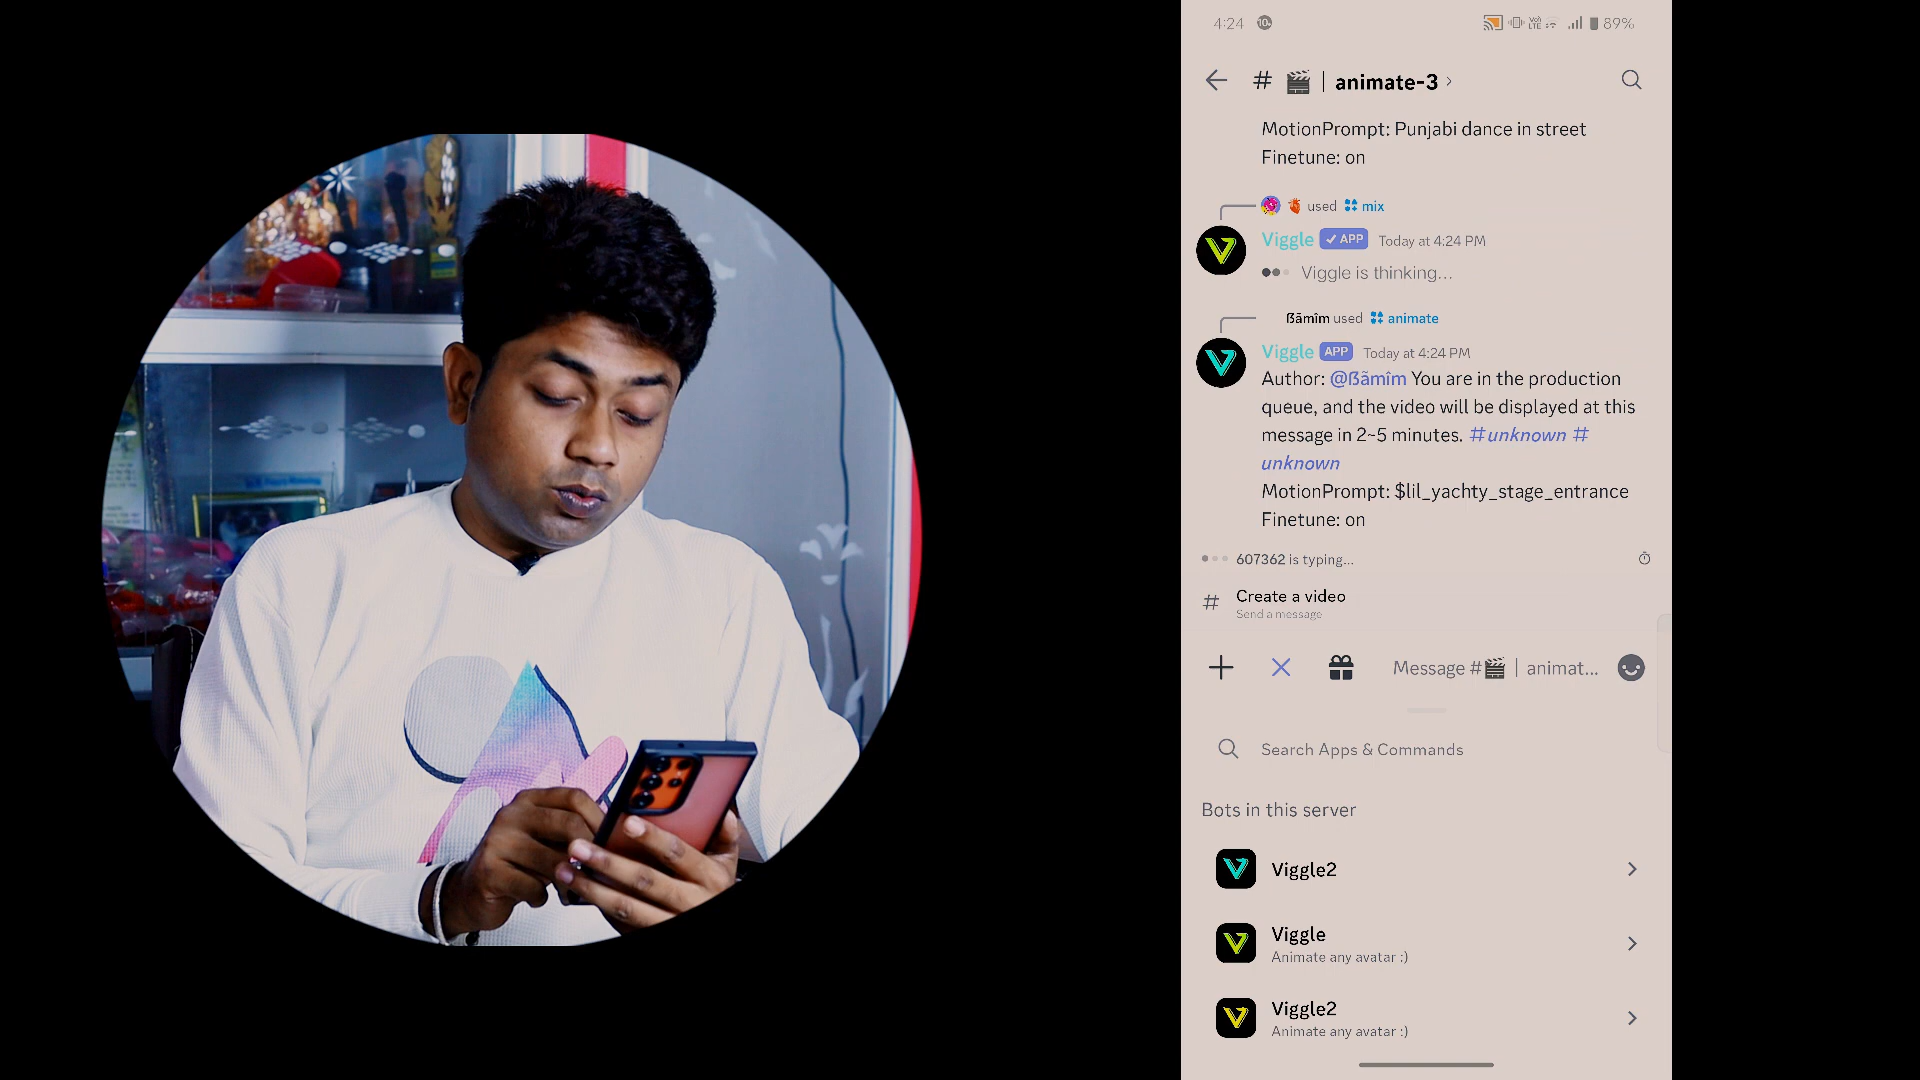 4:24
89%
# | animate-3
MotionPrompt: Punjabi dance in street
Finetune: on
used mix
Viggle APP Today at 4:24 PM
Viggle is thinking...
ßãmîm used animate
Viggle APP Today at 4:24 PM
Author: @ßãmîm You are in the production
queue, and the video will be displayed at this
message in 2~5 minutes. #unknown #
unknown
MotionPrompt: $lil_yachty_stage_entrance
Finetune: on
607362 is typing...
# Create a video
Send a message
Message # | animat...
Search Apps & Commands
Bots in this server
Viggle2
Viggle
Animate any avatar :)
Viggle2
Animate any avatar :)